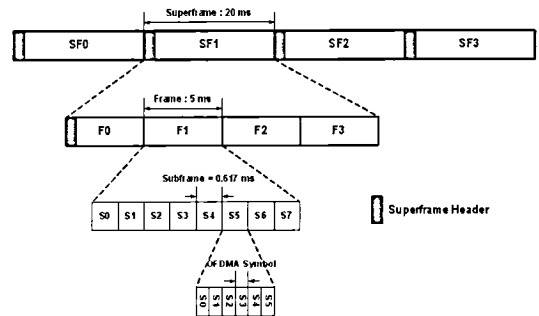 Superframe : 20 ms
SF0 SF1 SF2 SF3
Frame : 5 ms
F0 F1 F2 F3
Subframe = 0.617 ms
S0 S1 S2 S3 S4 S5 S6 S7
Superframe Header
OFDMA Symbol
S0 S1 S2 S3 S4 S5